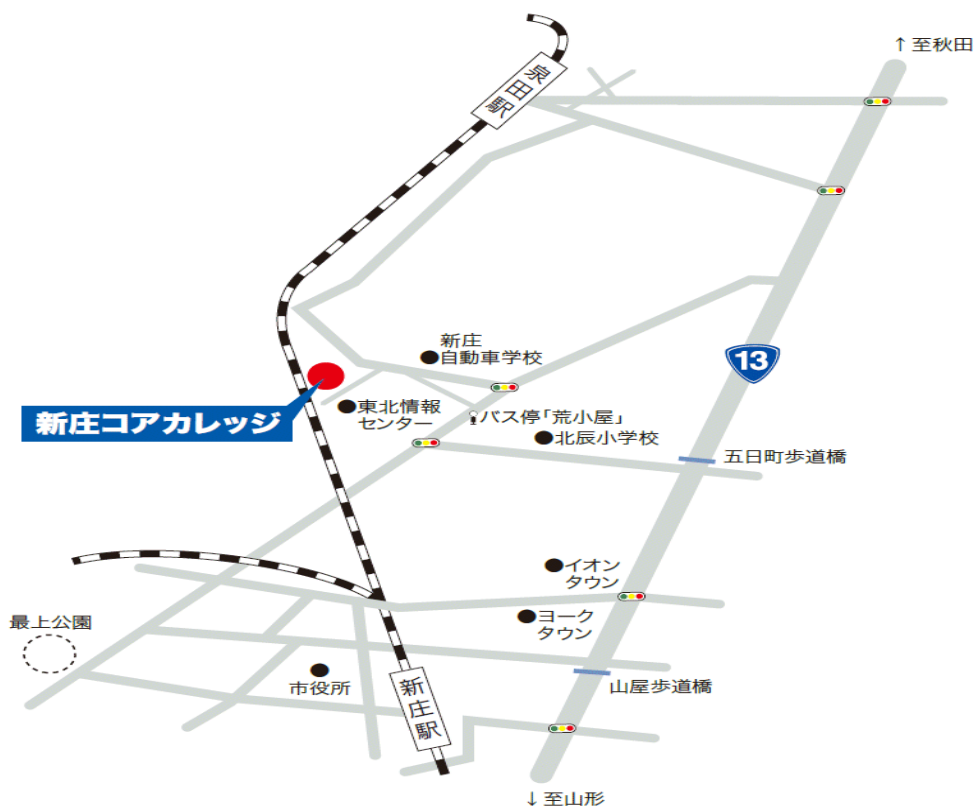 ↑至秋田
泉田駅
新庄
自動車学校
13
新庄コアカレッジ
東北情報
センター
バス停「荒小屋」
北辰小学校
五日町歩道橋
イオン
タウン
ヨーク
タウン
最上公園
市役所
新庄駅
山屋歩道橋
↓至山形